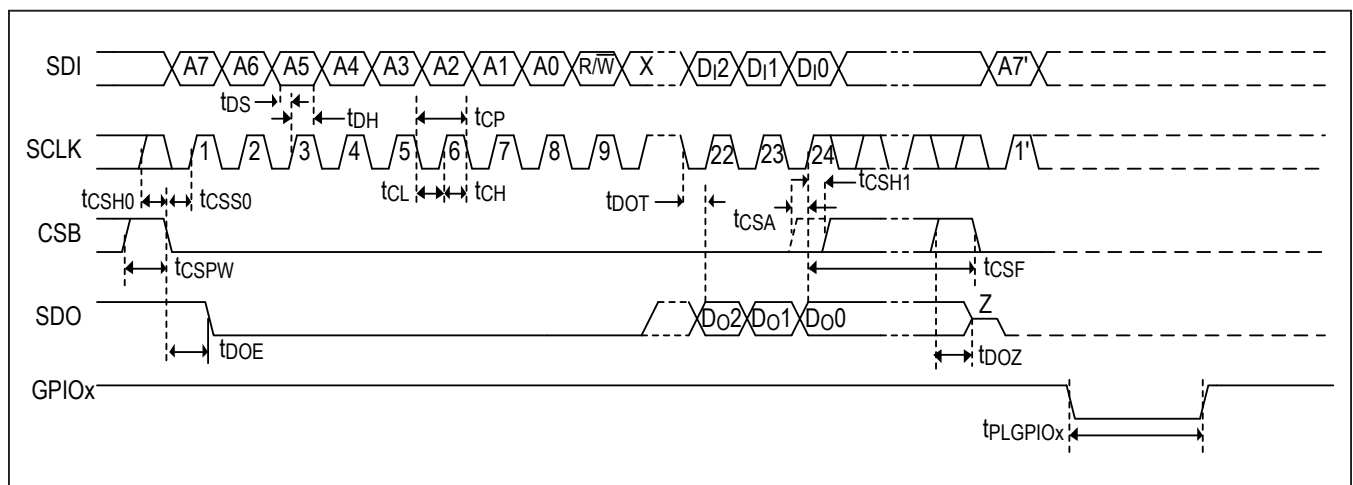 SDI A7 A6 A5 A4 A3 A2 A1 A0 R/W̅ X DI2 DI1 DI0 A7'
tDS tDH tCP
SCLK 1 2 3 4 5 6 7 8 9 22 23 24 1'
tCSH0 tCSS0 tCL tCH tDOT tCSA tCSH1
CSB
tCSPW tCSF
SDO DO2 DO1 DO0 Z
tDOE tDOZ
GPIOx
tPLGPIOx